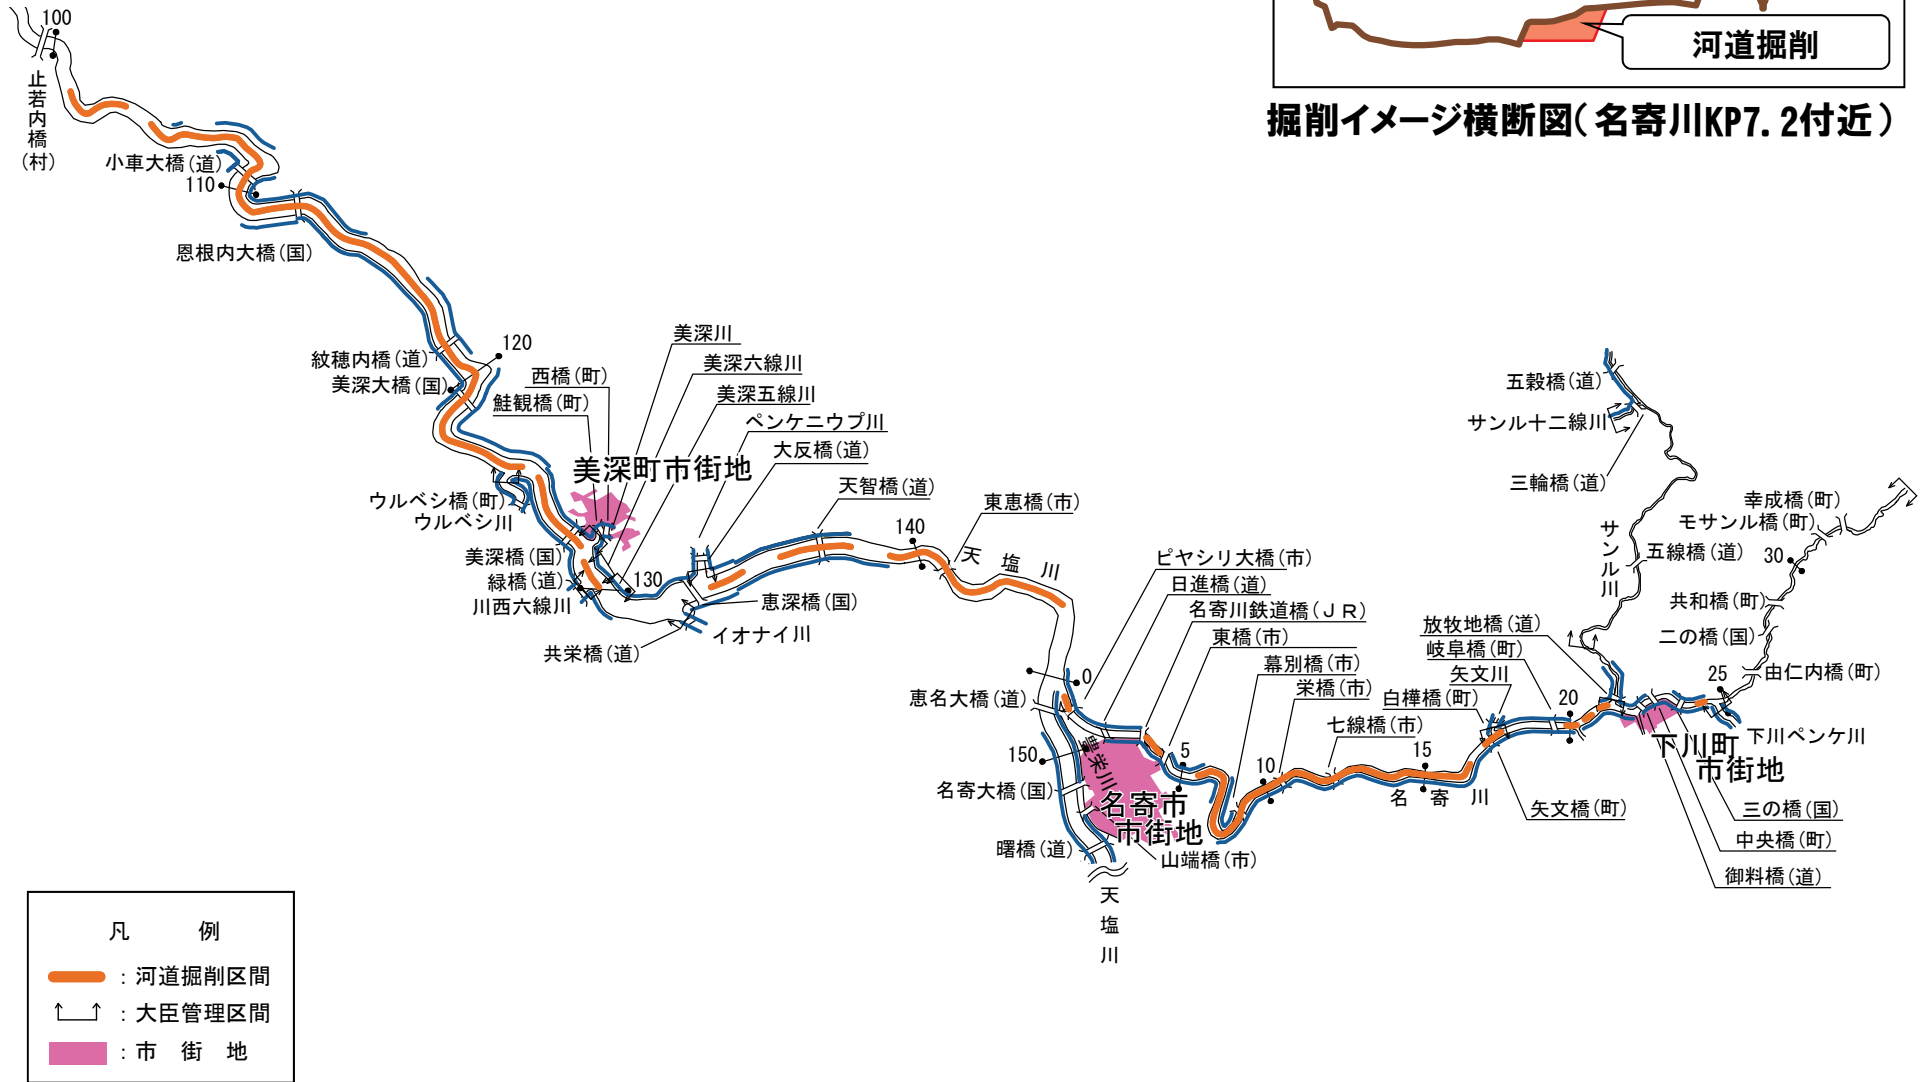 河道掘削
掘削イメージ横断図(名寄川KP7.2付近)
100
止若内橋(村)
小車大橋(道)
110
恩根内大橋(国)
120
紋穂内橋(道)
美深大橋(国)
西橋(町)
鮭観橋(町)
美深川
美深六線川
美深五線川
ペンケニウプ川
大反橋(道)
美深町市街地
天智橋(道)
東恵橋(市)
ウルベシ橋(町)
ウルベシ川
美深橋(国)
緑橋(道)
川西六線川
130
140
天塩川
恵深橋(国)
イオナイ川
共栄橋(道)
ピヤシリ大橋(市)
日進橋(道)
名寄川鉄道橋(JR)
東橋(市)
幕別橋(市)
栄橋(市)
七線橋(市)
0
恵名大橋(道)
150
豊栄川
名寄大橋(国)
名寄市
市街地
曙橋(道)
山端橋(市)
天塩川
5
10
15
名寄川
五穀橋(道)
サンル十二線川
三輪橋(道)
サンル川
幸成橋(町)
モサンル橋(町)
五線橋(道)
30
共和橋(町)
二の橋(国)
由仁内橋(町)
放牧地橋(道)
岐阜橋(町)
矢文川
白樺橋(町)
20
25
下川ペンケ川
下川町
市街地
矢文橋(町)
三の橋(国)
中央橋(町)
御料橋(道)
凡例
:河道掘削区間
:大臣管理区間
:市街地